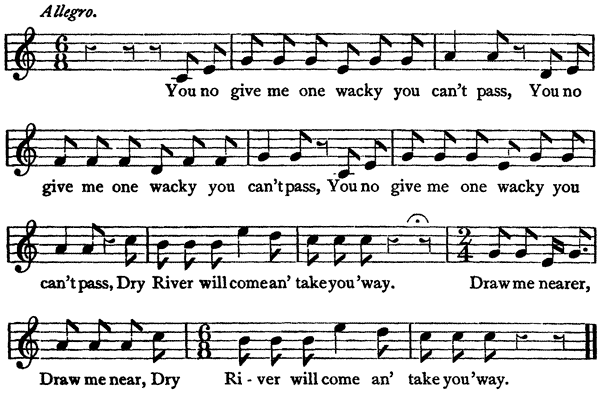 Allegro.
You no give me one wacky you can't pass, You no
give me one wacky you can't pass, You no give me one wacky you
can't pass, Dry River will come an' take you 'way. Draw me nearer,
Draw me near, Dry Ri - ver will come an' take you 'way.